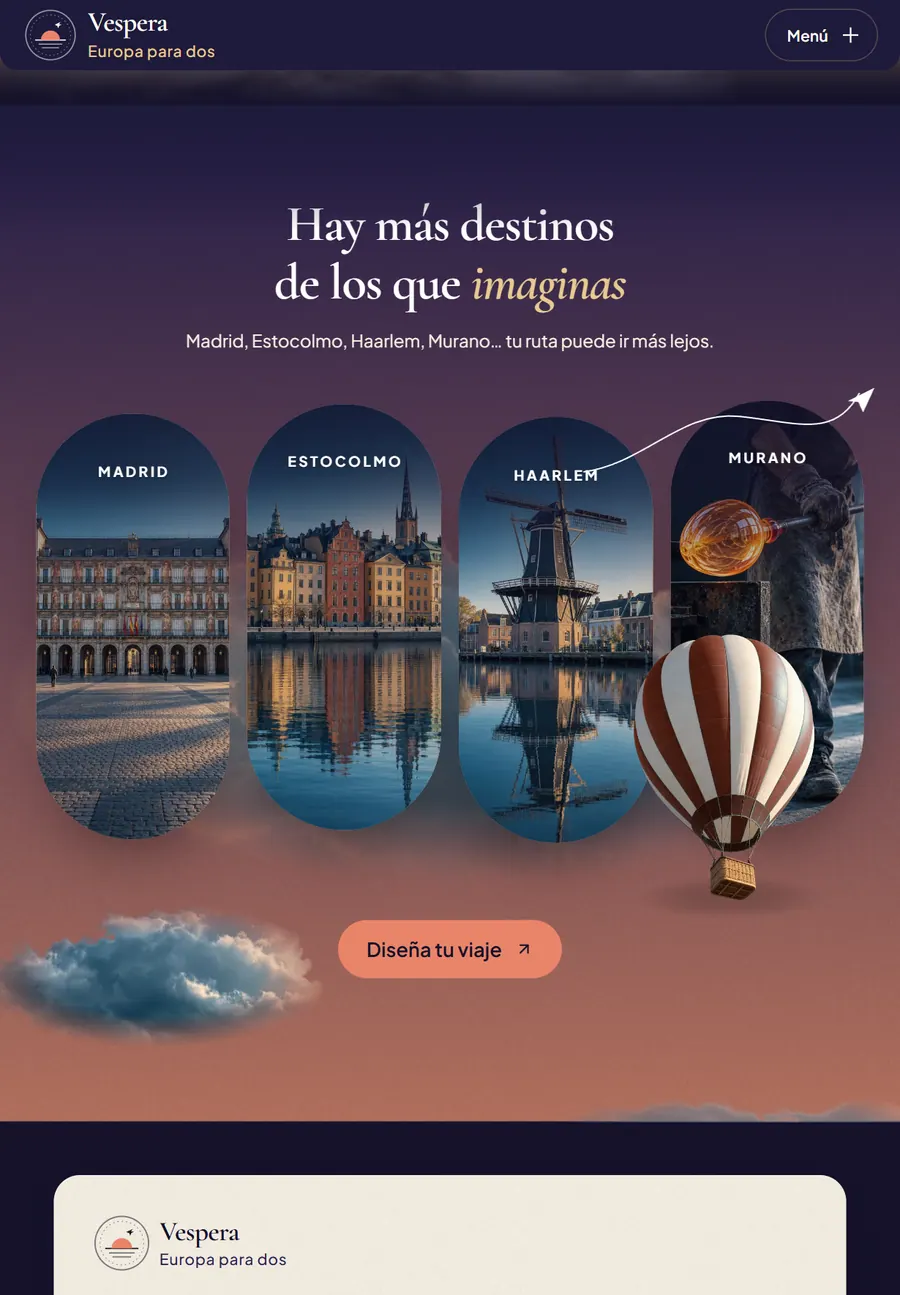 Vespera
Europa para dos
Menú
Hay más destinos
de los que imaginas
Madrid, Estocolmo, Haarlem, Murano... tu ruta puede ir más lejos.
MADRID
ESTOCOLMO
HAARLEM
MURANO
Diseña tu viaje
Vespera
Europa para dos